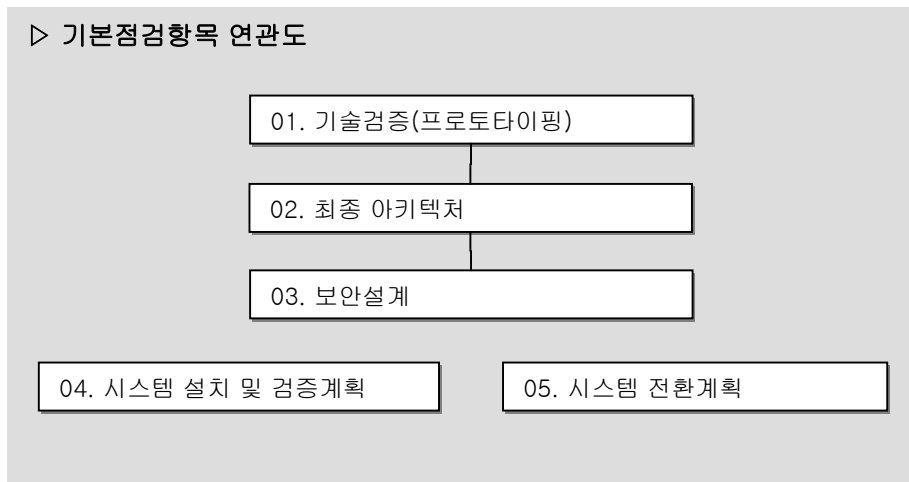 ▷ 기본점검항목 연관도
01. 기술검증(프로토타이핑)
02. 최종 아키텍처
03. 보안설계
04. 시스템 설치 및 검증계획
05. 시스템 전환계획